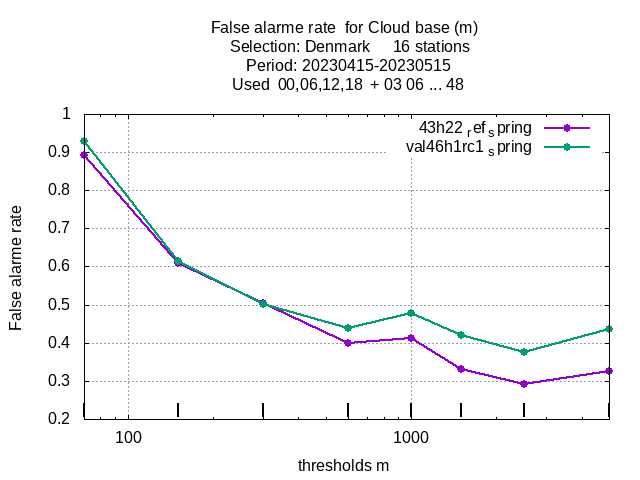 False alarme rate  for Cloud base (m)
Selection: Denmark     16 stations
Period: 20230415-20230515
Used  00,06,12,18  + 03 06 ... 48
43h22 ref spring
val46h1rc1 spring
1
0.9
0.8
0.7
0.6
0.5
0.4
0.3
0.2
False alarme rate
100
1000
thresholds m